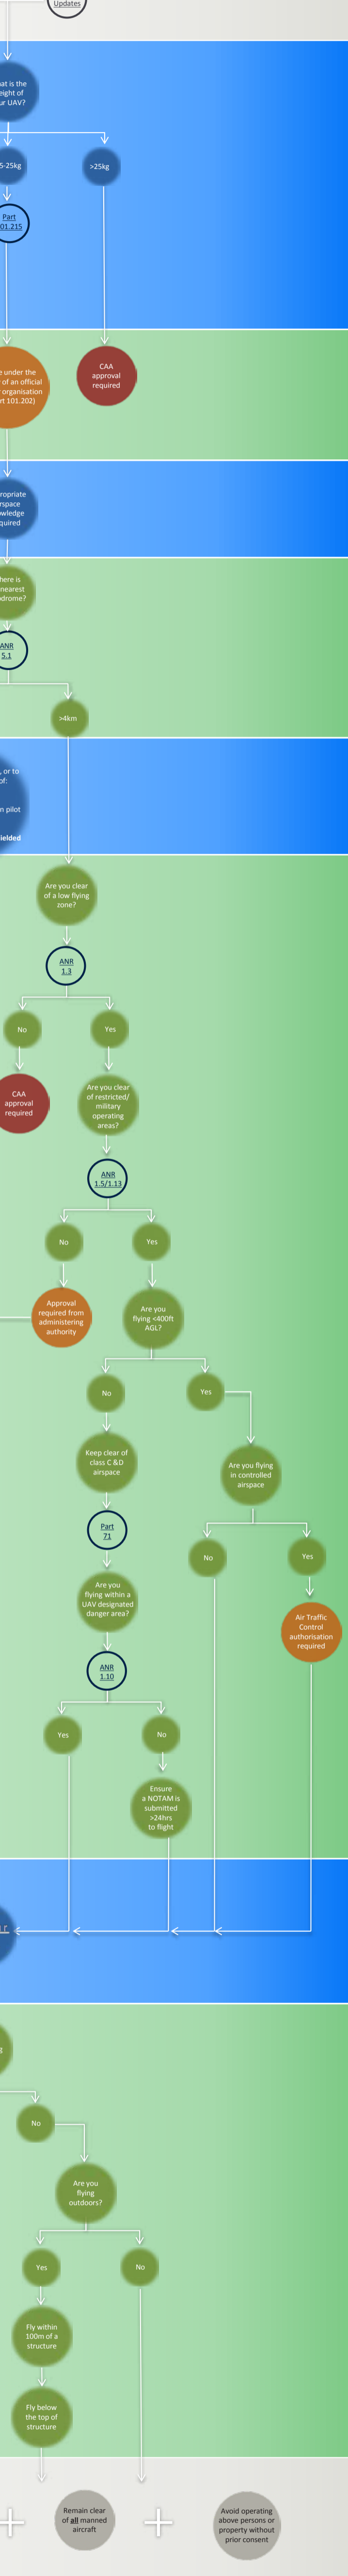 Updates
at is the
eight of
ur UAV?
5-25kg
>25kg
Part
01.215
e under the
of an official
organisation
rt 101.202)
CAA
approval
required
ropriate
rspace
wledge
quired
here is
nearest
drome?
ANR
5.1
>4km
, or to
of:
n pilot
ielded
Are you clear
of a low flying
zone?
ANR
1.3
No
Yes
CAA
approval
required
Are you clear
of restricted/
military
operating
areas?
ANR
1.5/1.13
No
Yes
Approval
required from
administering
authority
Are you
flying <400ft
AGL?
No
Yes
Keep clear of
class C &D
airspace
Are you flying
in controlled
airspace
Part
71
No
Yes
Are you
flying within a
UAV designated
danger area?
Air Traffic
Control
authorisation
required
ANR
1.10
Yes
No
Ensure
a NOTAM is
submitted
>24hrs
to flight
g
No
Are you
flying
outdoors?
Yes
No
Fly within
100m of a
structure
Fly below
the top of
structure
+
Remain clear
of all manned
aircraft
+
Avoid operating
above persons or
property without
prior consent